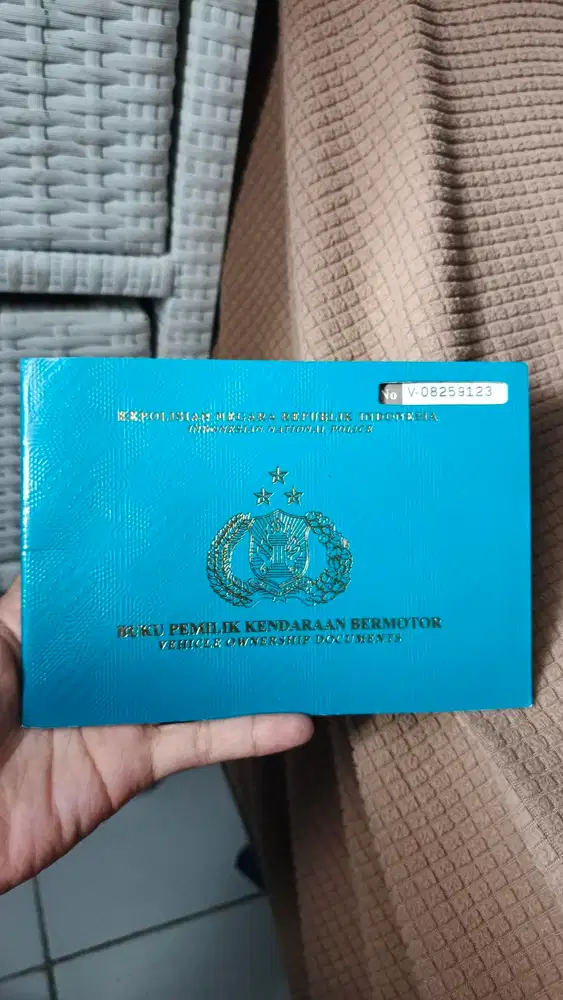 No V-08259123
KEPOLISIAN NEGARA REPUBLIK INDONESIA
INDONESIAN NATIONAL POLICE
BUKU PEMILIK KENDARAAN BERMOTOR
VEHICLE OWNERSHIP DOCUMENTS